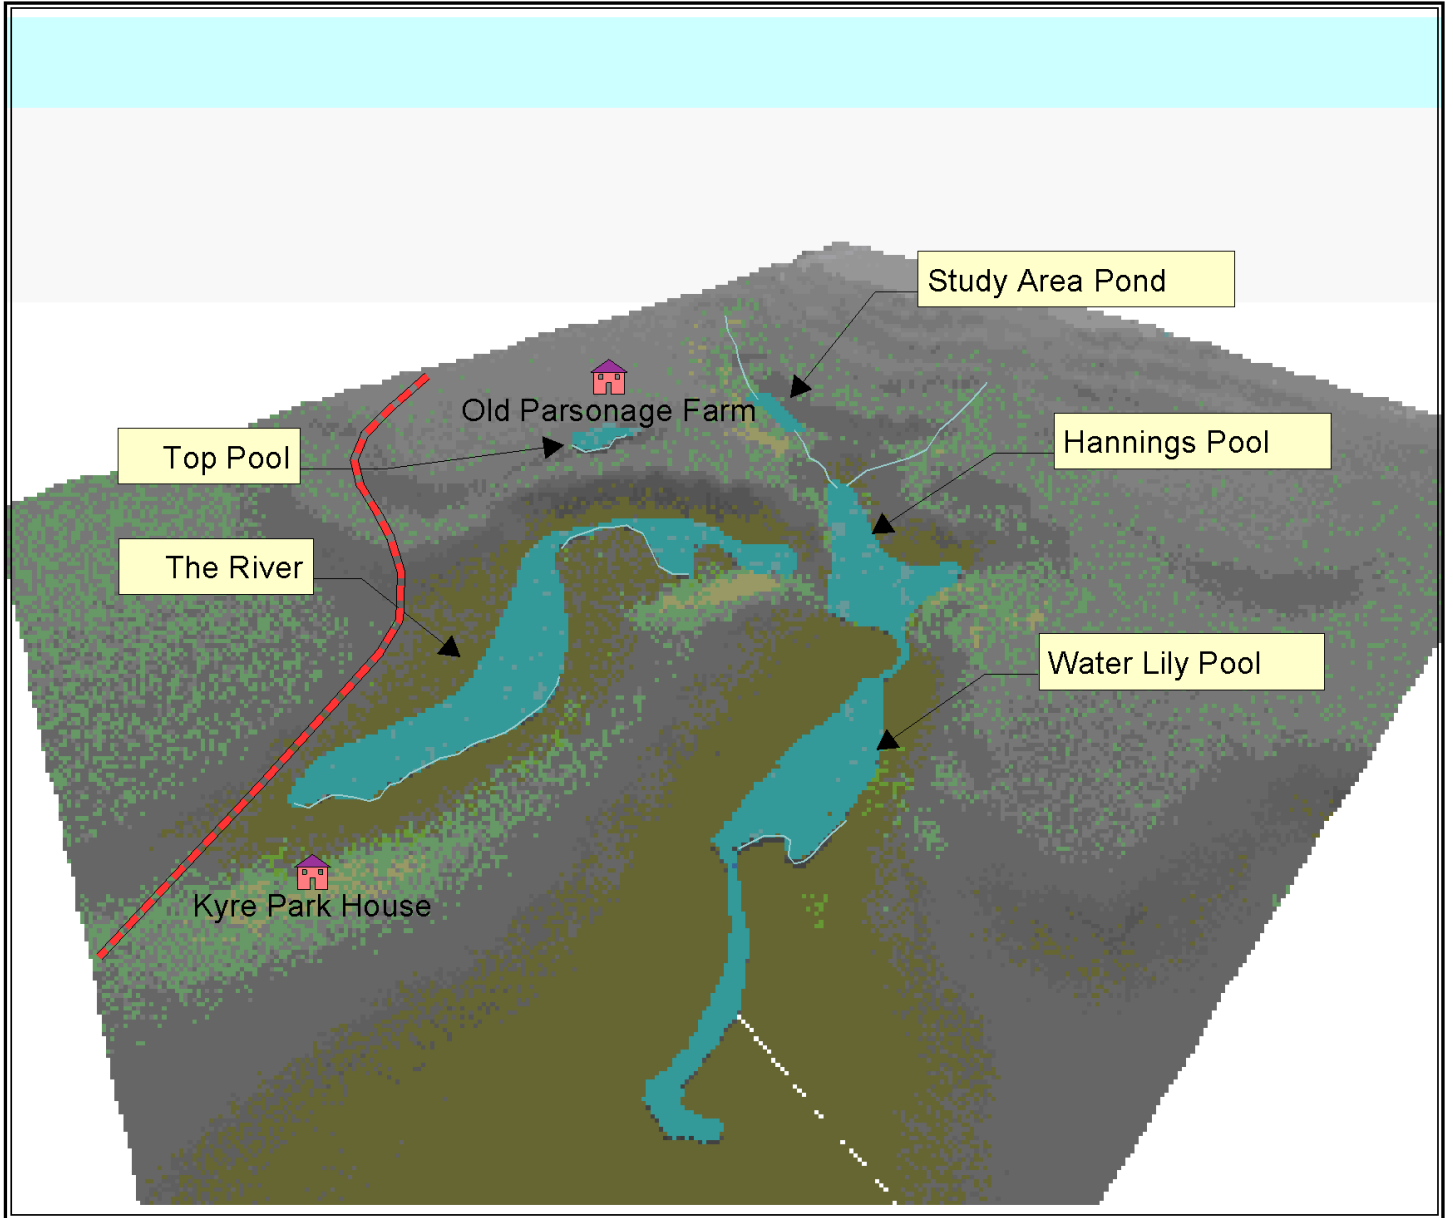 Study Area Pond
Old Parsonage Farm
Top Pool
Hannings Pool
The River
Water Lily Pool
Kyre Park House